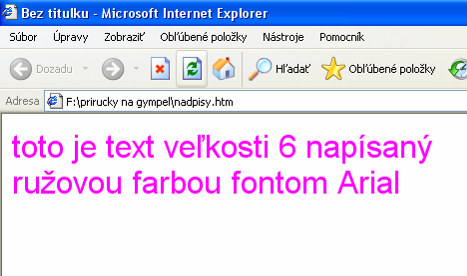 Bez titulku - Microsoft Internet Explorer
Súbor Úpravy Zobraziť Obľúbené položky Nástroje Pomocník
Dozadu Hľadať Obľúbené položky
Adresa F:\prirucky na gympel\nadpisy.htm
toto je text veľkosti 6 napísaný
ružovou farbou fontom Arial